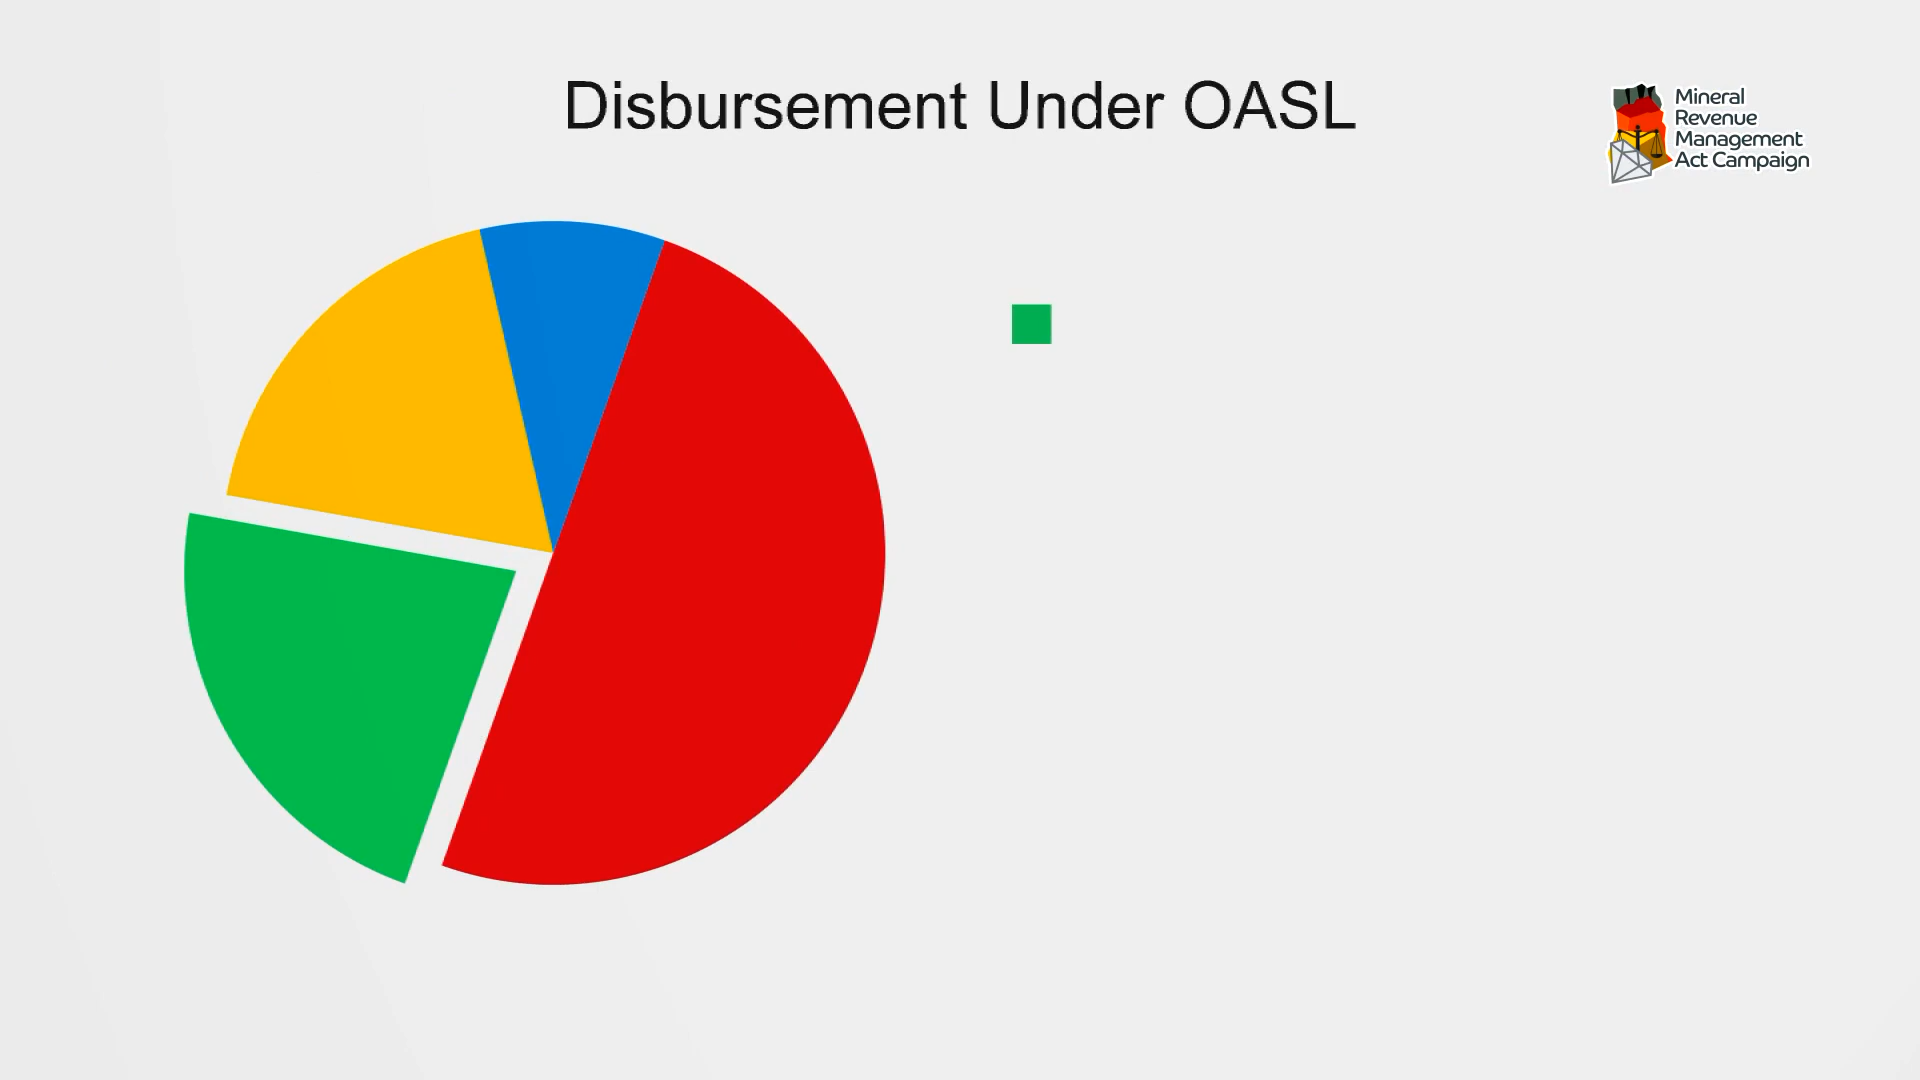 Disbursement Under OASL
Mineral
Revenue
Management
Act Campaign